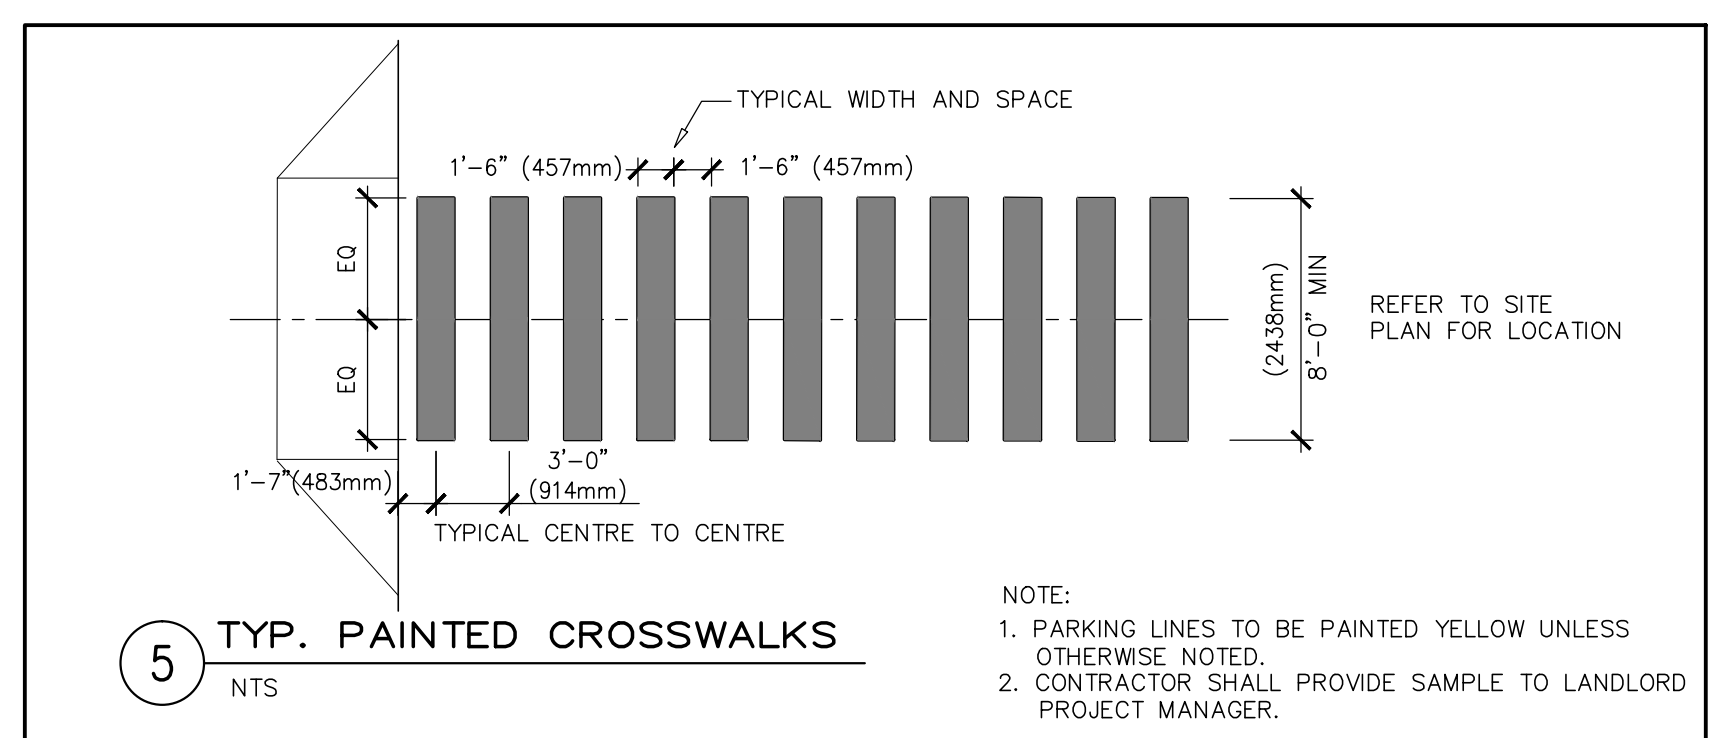 TYPICAL WIDTH AND SPACE
1'-6" (457mm)
1'-6" (457mm)
EQ
EQ
(2438mm)
8'-0" MIN
REFER TO SITE
PLAN FOR LOCATION
1'-7"(483mm)
3'-0"
(914mm)
TYPICAL CENTRE TO CENTRE
5
TYP. PAINTED CROSSWALKS
NTS
NOTE:
1. PARKING LINES TO BE PAINTED YELLOW UNLESS
OTHERWISE NOTED.
2. CONTRACTOR SHALL PROVIDE SAMPLE TO LANDLORD
PROJECT MANAGER.